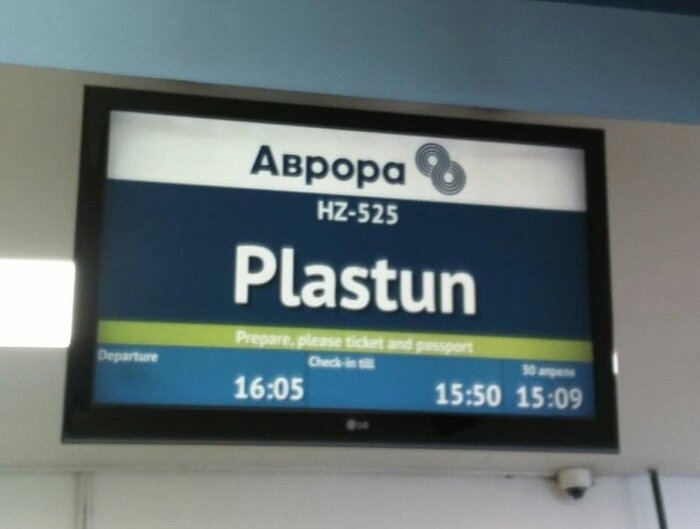 Аврора
HZ-525
Plastun
Prepare, please ticket and passport
Departure Check-in till 30 апреля
16:05 15:50 15:09
LG